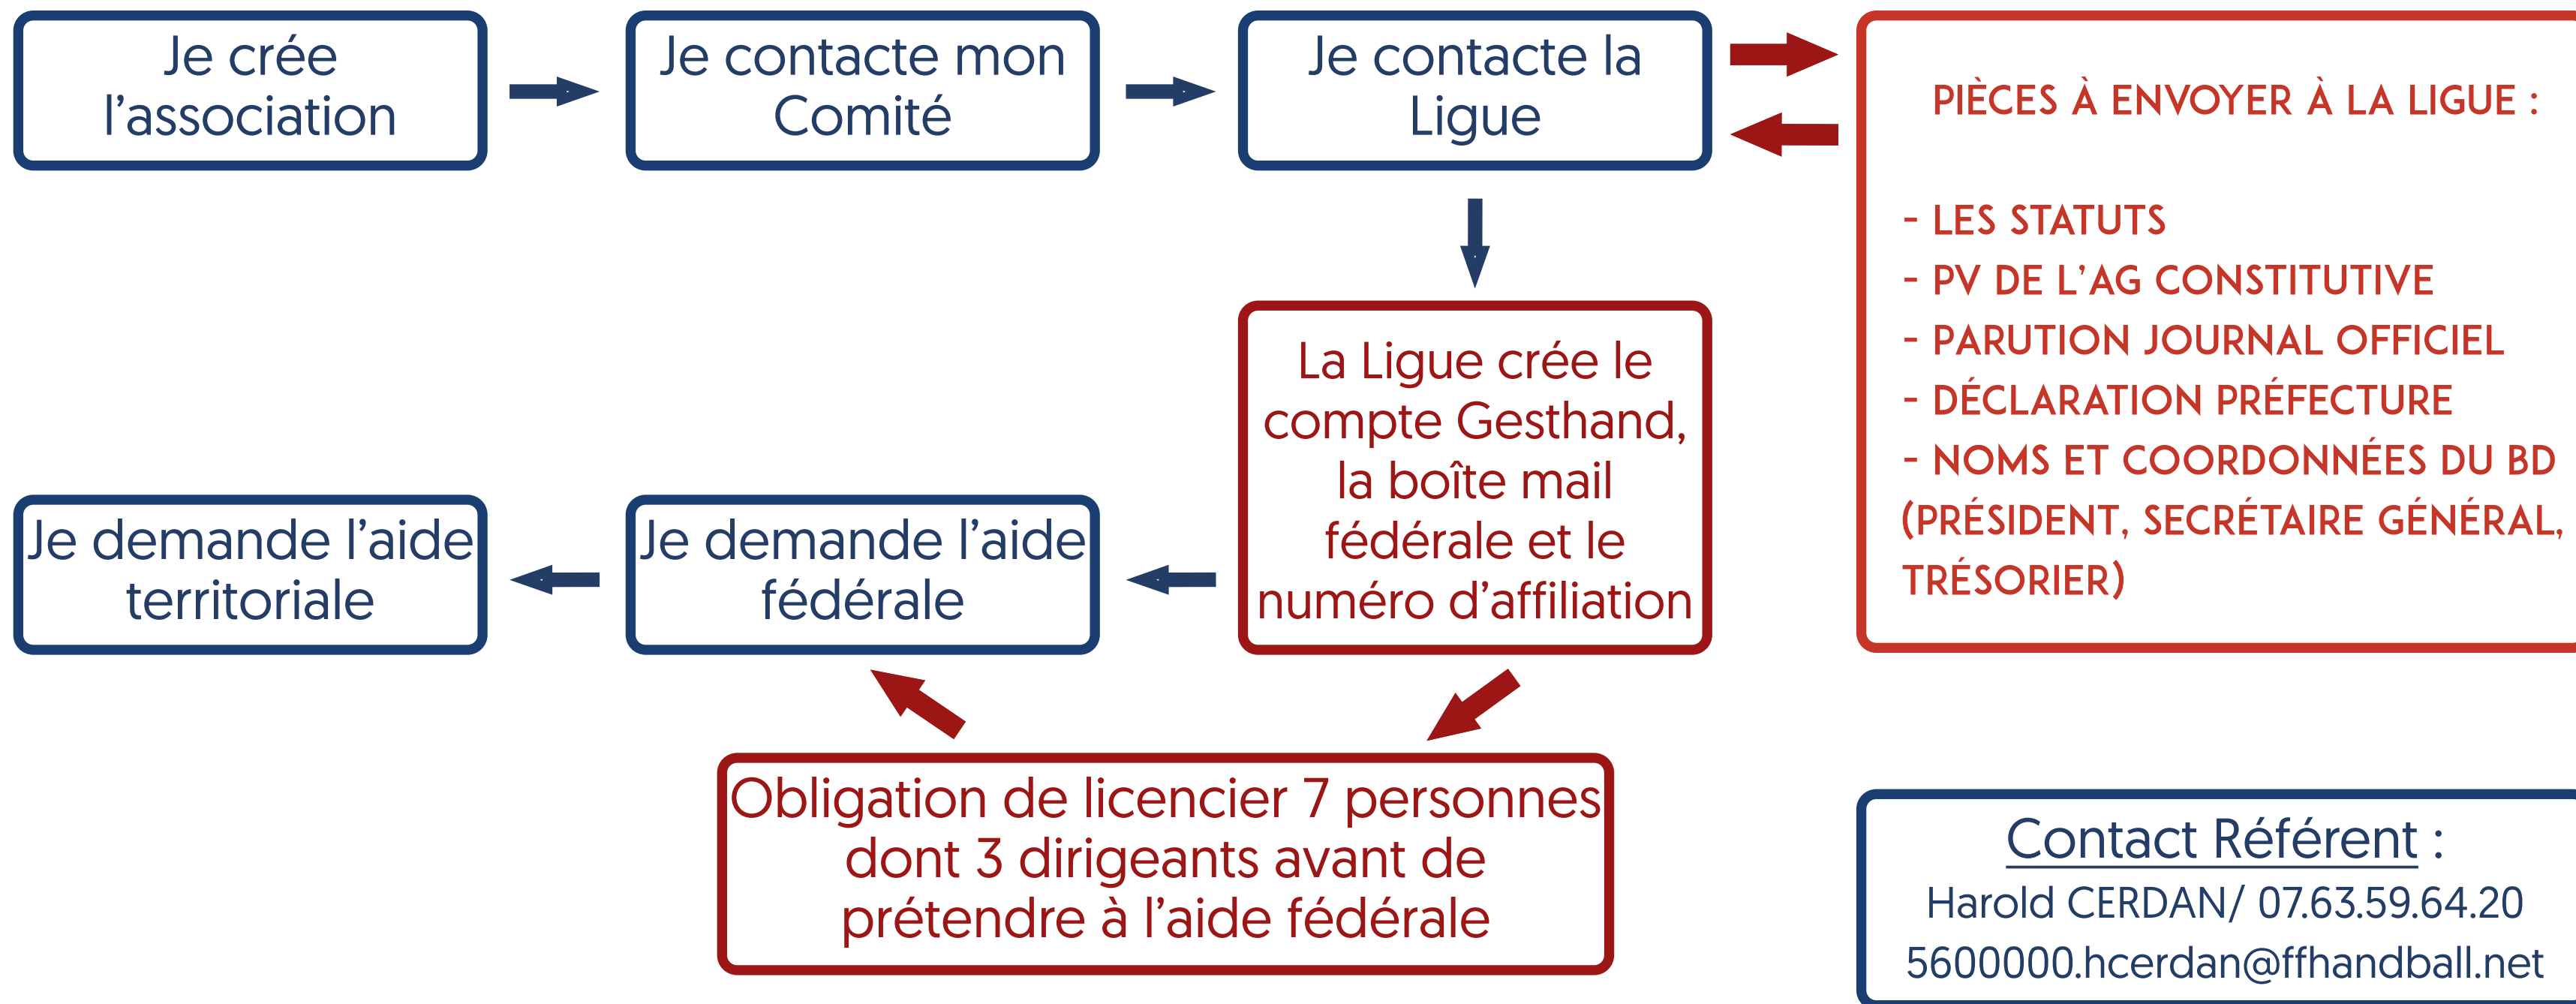 Je crée
l'association
Je contacte mon
Comité
Je contacte la
Ligue
PIÈCES À ENVOYER À LA LIGUE :
- LES STATUTS
- PV DE L'AG CONSTITUTIVE
- PARUTION JOURNAL OFFICIEL
- DÉCLARATION PRÉFECTURE
- NOMS ET COORDONNÉES DU BD
(PRÉSIDENT, SECRÉTAIRE GÉNÉRAL,
TRÉSORIER)
La Ligue crée le
compte Gesthand,
la boîte mail
fédérale et le
numéro d'affiliation
Je demande l'aide
fédérale
Je demande l'aide
territoriale
Obligation de licencier 7 personnes
dont 3 dirigeants avant de
prétendre à l'aide fédérale
Contact Référent :
Harold CERDAN/ 07.63.59.64.20
5600000.hcerdan@ffhandball.net